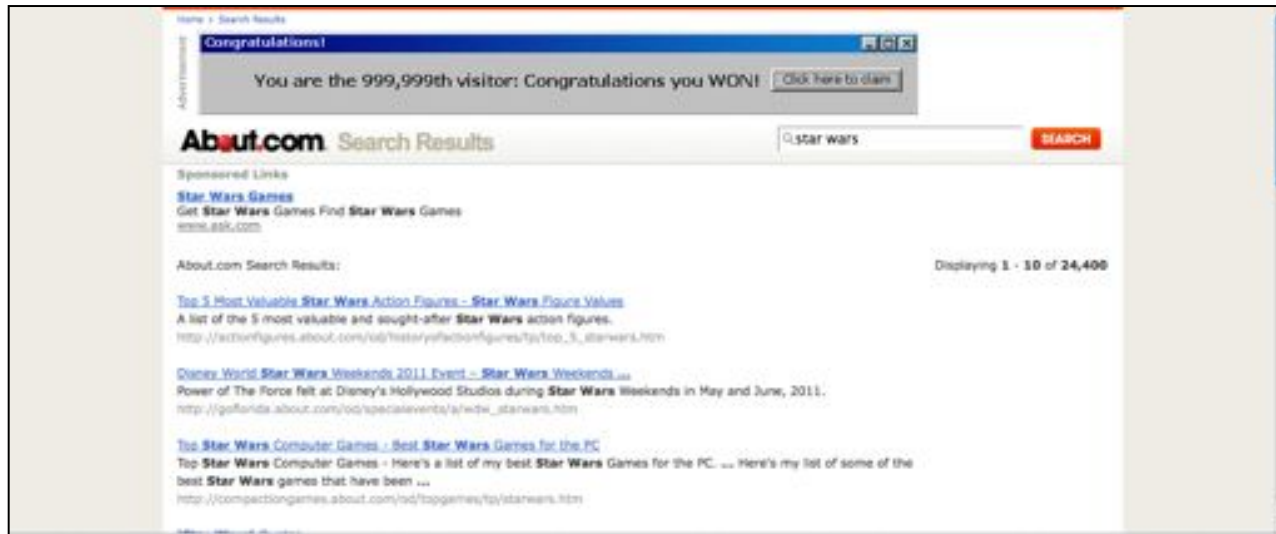 Home > Search Results
Advertisement
Congratulations!
You are the 999,999th visitor: Congratulations you WON! Click here to claim
About.com Search Results star wars SEARCH
Sponsored Links
Star Wars Games
Get Star Wars Games Find Star Wars Games
www.ask.com
About.com Search Results: Displaying 1 - 10 of 24,400
Top 5 Most Valuable Star Wars Action Figures - Star Wars Figure Values
A list of the 5 most valuable and sought-after Star Wars action figures.
http://actionfigures.about.com/od/historyofactionfigures/tp/top_5_starwars.htm
Disney World Star Wars Weekends 2011 Event - Star Wars Weekends ...
Power of The Force felt at Disney's Hollywood Studios during Star Wars Weekends in May and June, 2011.
http://goflorida.about.com/od/specialevents/a/wdw_starwars.htm
Top Star Wars Computer Games - Best Star Wars Games for the PC
Top Star Wars Computer Games - Here's a list of my best Star Wars Games for the PC. ... Here's my list of some of the
best Star Wars games that have been ...
http://compactiongames.about.com/od/topgames/tp/starwars.htm